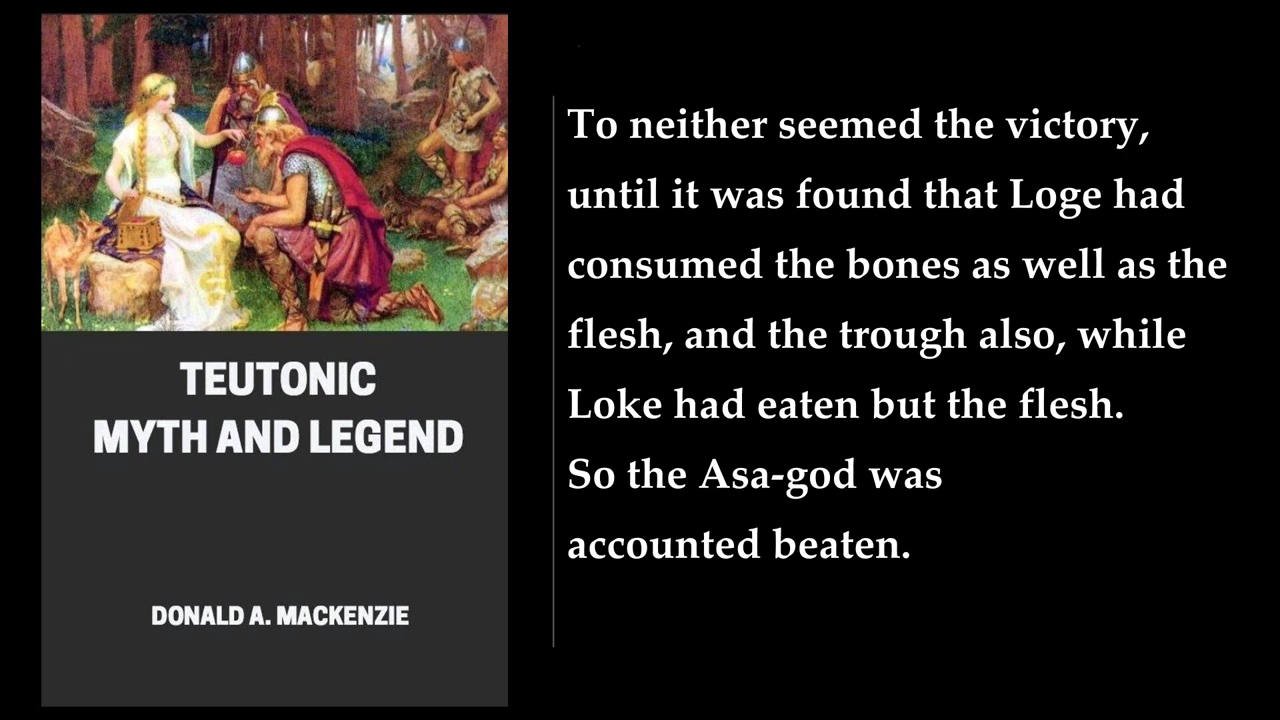 TEUTONIC
MYTH AND LEGEND
DONALD A. MACKENZIE
To neither seemed the victory,
until it was found that Loge had
consumed the bones as well as the
flesh, and the trough also, while
Loke had eaten but the flesh.
So the Asa-god was
accounted beaten.